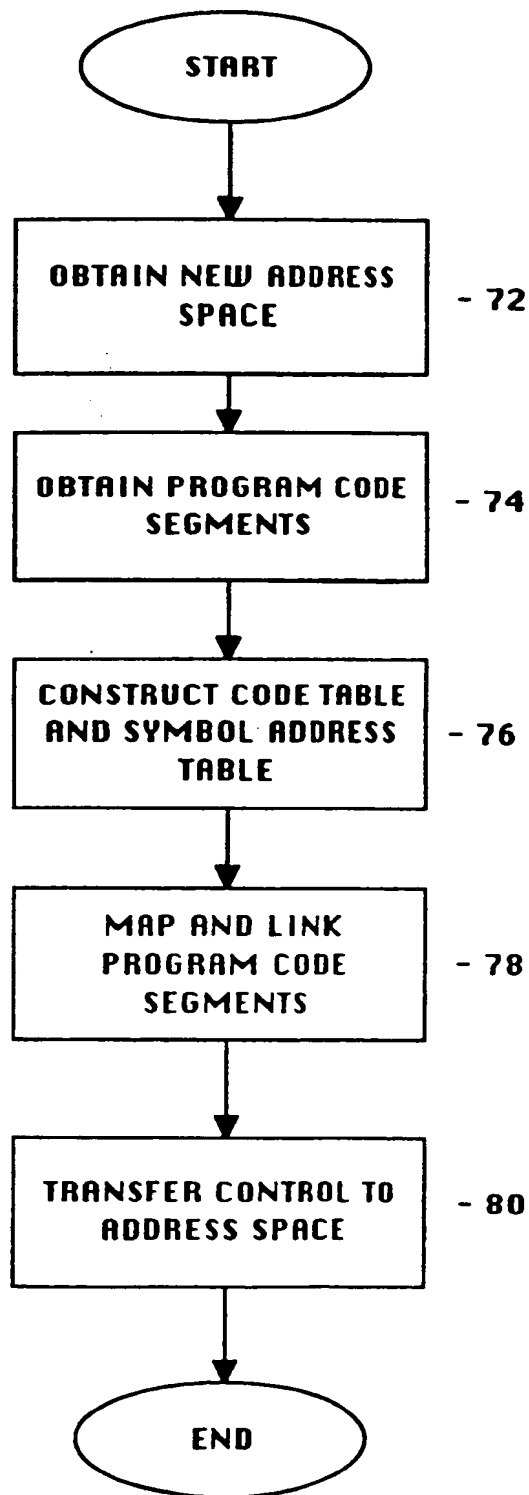 START
OBTAIN NEW ADDRESS
SPACE
- 72
OBTAIN PROGRAM CODE
SEGMENTS
- 74
CONSTRUCT CODE TABLE
AND SYMBOL ADDRESS
TABLE
- 76
MAP AND LINK
PROGRAM CODE
SEGMENTS
- 78
TRANSFER CONTROL TO
ADDRESS SPACE
- 80
END